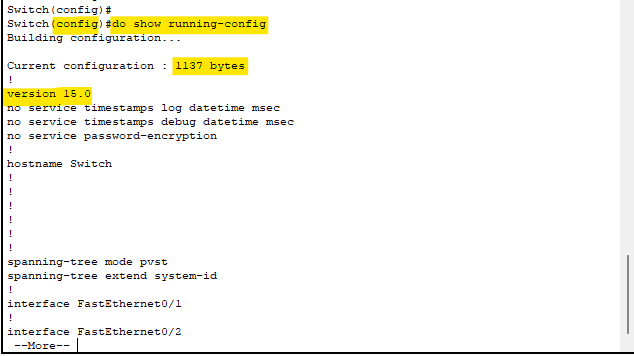 Switch(config)#
Switch(config)#do show running-config
Building configuration...
Current configuration : 1137 bytes
!
version 15.0
no service timestamps log datetime msec
no service timestamps debug datetime msec
no service password-encryption
!
hostname Switch
!
!
!
!
!
!
spanning-tree mode pvst
spanning-tree extend system-id
!
interface FastEthernet0/1
!
interface FastEthernet0/2
--More--